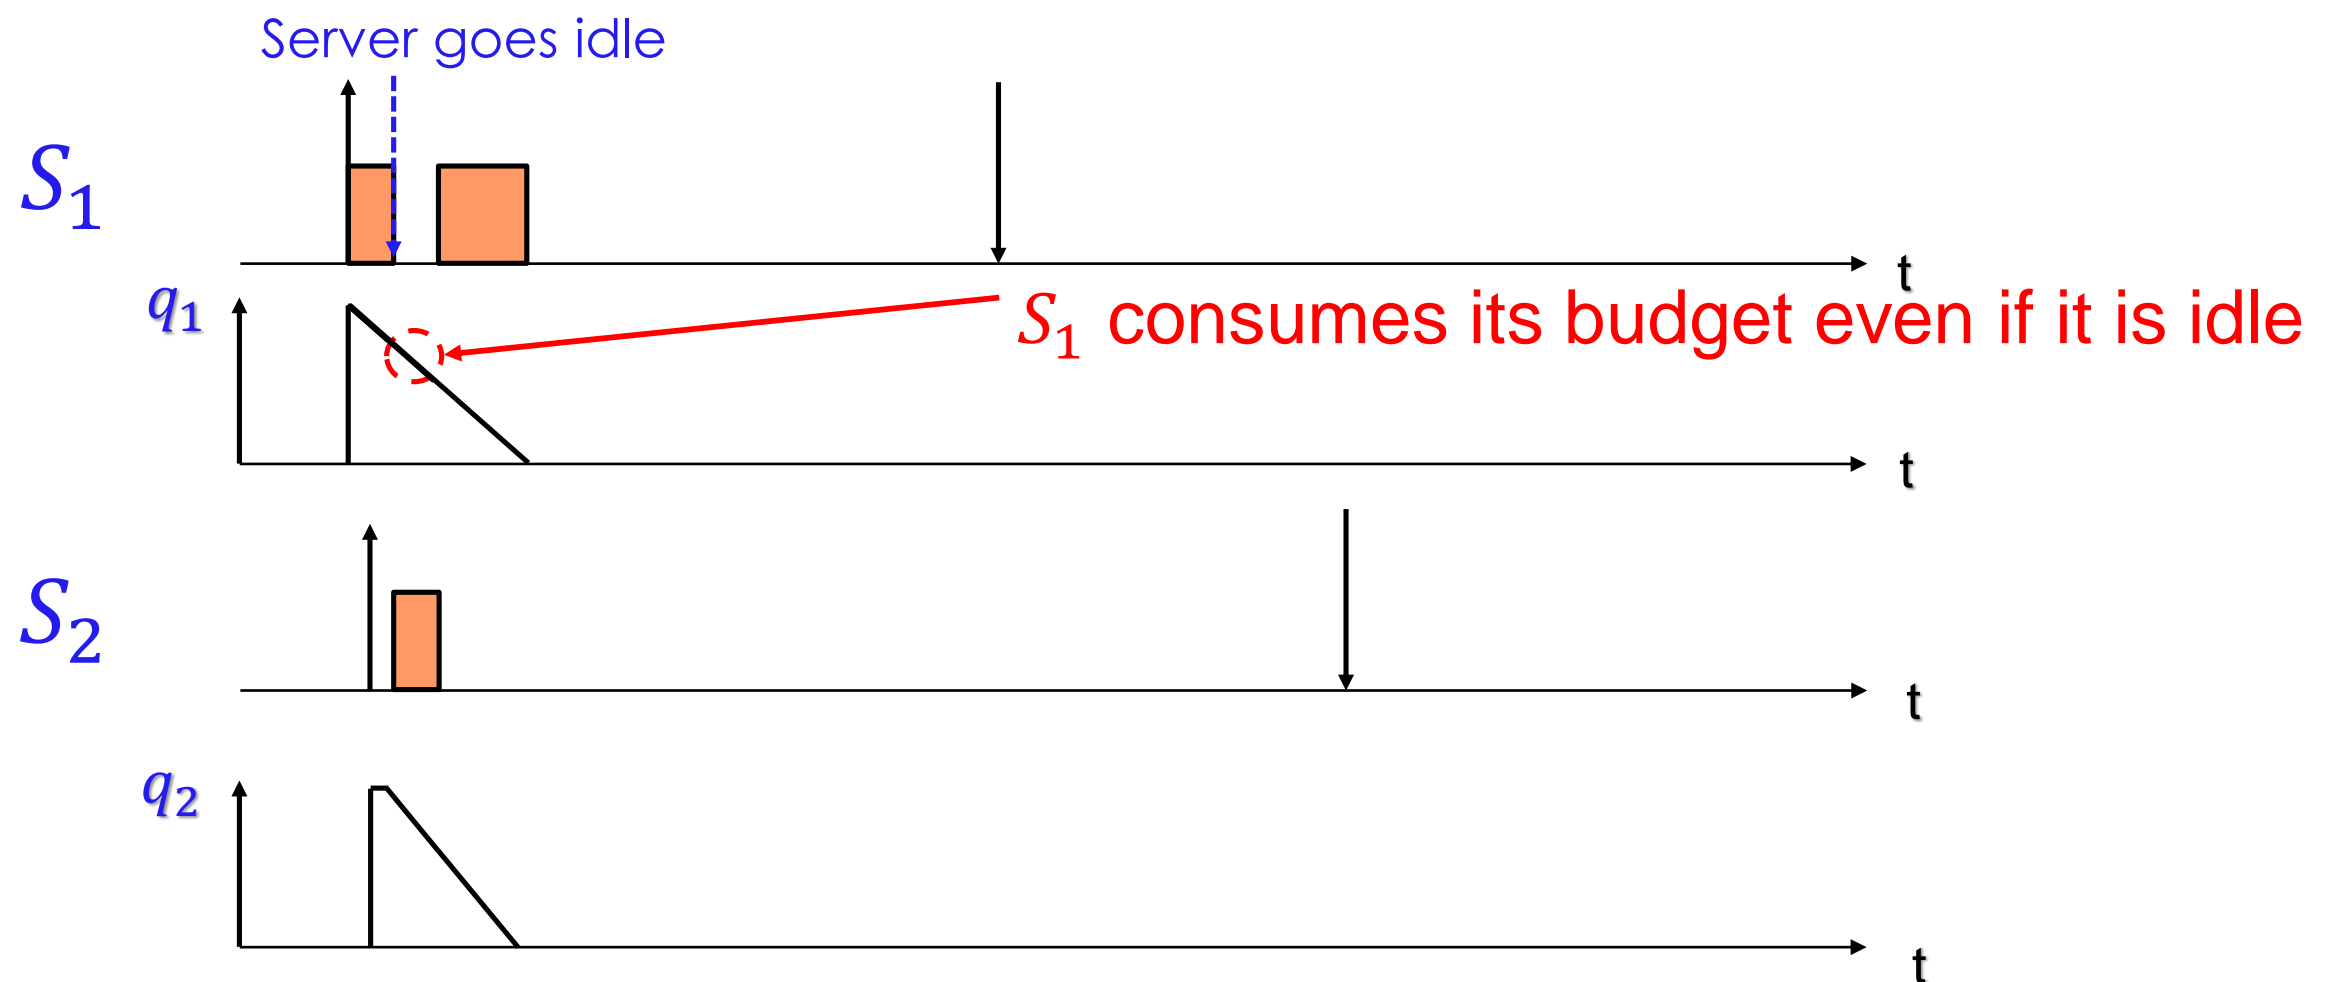 Server goes idle
S₁
t
q₁
S₁ consumes its budget even if it is idle
t
S₂
t
q₂
t